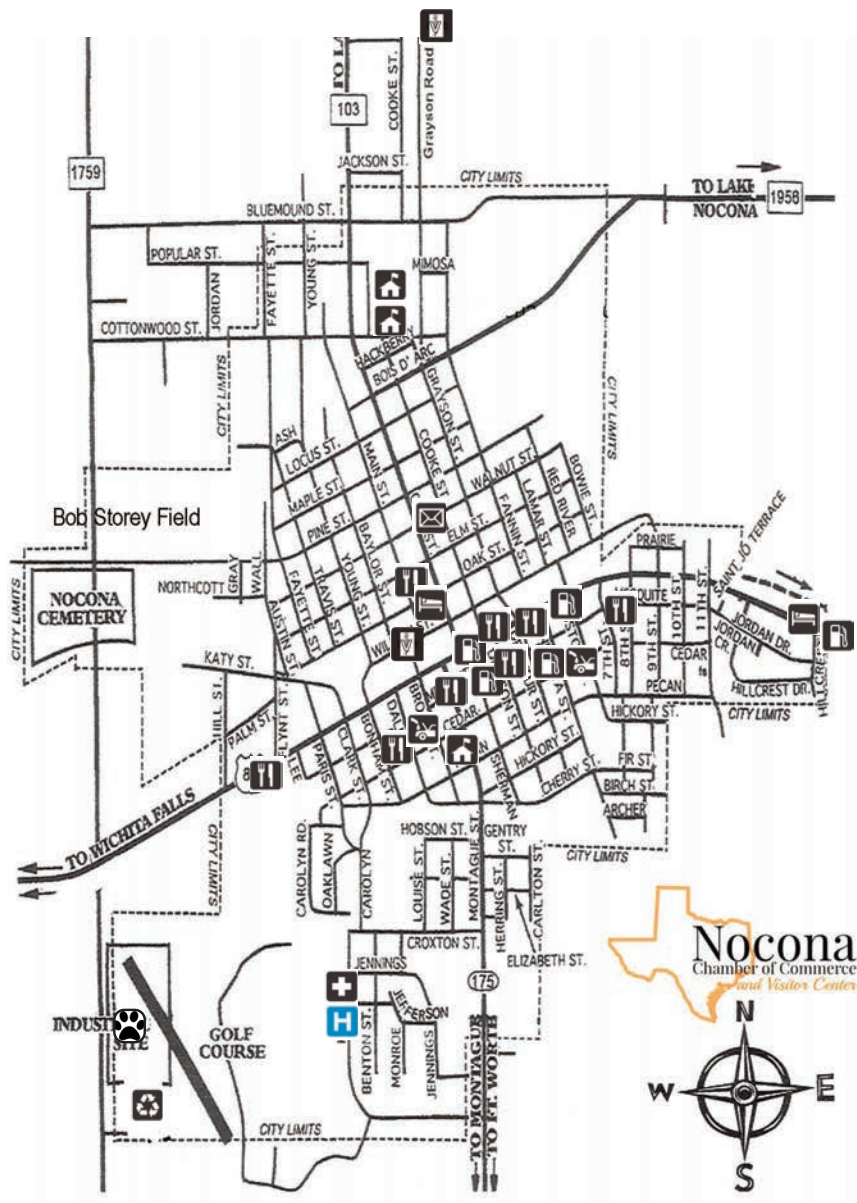 Grayson Road
COOKE ST.
103
1759
JACKSON ST.
CITY LIMITS
TO LAKE
NOCONA
1958
BLUEMOUND ST.
POPULAR ST.
JORDAN
FAYETTE ST.
YOUNG ST.
MIMOSA
COTTONWOOD ST.
HACKBERRY
BOIS D' ARC
CITY LIMITS
CITY LIMITS
GRAYSON ST.
ASH
LOCUS ST.
MAIN ST.
COOKE ST.
MAPLE ST.
WALNUT ST.
BOWIE ST.
RED RIVER
LAMAR ST.
FANNIN ST.
Bob Storey Field
PINE ST.
BAYLOR ST.
ELM ST.
OAK ST.
YOUNG ST.
TRAVIS ST.
FAYETTE ST.
AUSTIN ST.
GRAY
WALL
NORTHCOTT
NOCONA
CEMETERY
CITY LIMITS
PRAIRIE
SAINT JO TERRACE
7TH ST.
8TH ST.
9TH ST.
10TH ST.
11TH ST.
JORDAN DR.
JORDAN
CR.
CEDAR
PECAN
HILLCREST DR.
HICKORY ST.
CITY LIMITS
KATY ST.
HILL ST.
PALM ST.
FLYNT ST.
LEE
PARIS ST.
CLARK ST.
BONHAM ST.
CEDAR
SHERMAN
HICKORY ST.
CHERRY ST.
FIR ST.
BIRCH ST.
ARCHER
TO WICHITA FALLS
CITY LIMITS
CAROLYN RD.
OAKLAWN
CAROLYN
HOBSON ST.
GENTRY
ST.
LOUISE ST.
WADE ST.
MONTAGUE ST.
HERRING ST.
CARLTON ST.
CITY LIMITS
CROXTON ST.
ELIZABETH ST.
175
JENNINGS
JEFFERSON
BENTON ST.
MONROE
JENNINGS
H
GOLF
COURSE
SITE
CITY LIMITS
TO MONTAGUE
TO FT. WORTH
Nocona
Chamber of Commerce
and Visitor Center
N
W
E
S